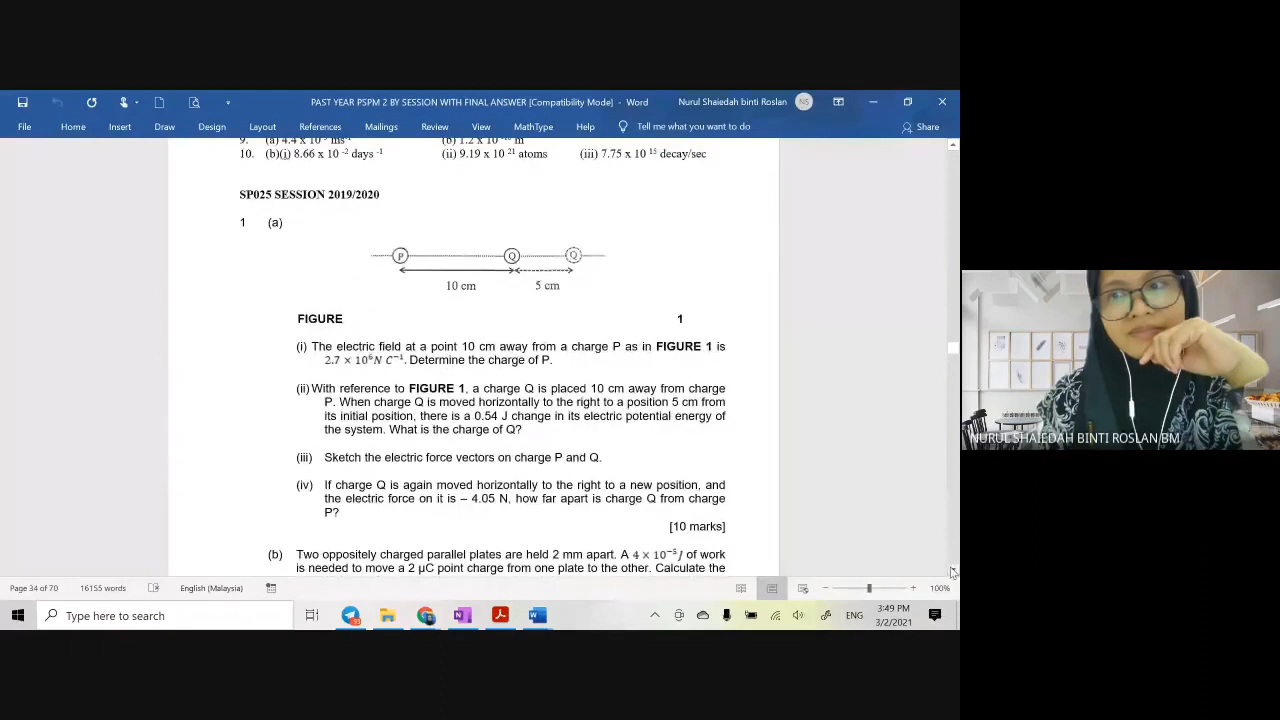 PAST YEAR PSPM 2 BY SESSION WITH FINAL ANSWER [Compatibility Mode] - Word
Nurul Shaiedah binti Roslan
NS
File Home Insert Draw Design Layout References Mailings Review View MathType Help Tell me what you want to do Share
9. (a) 4.4 x 10 ms (b) 1.2 x 10 m
10. (b)(i) 8.66 x 10 -2 days -1 (ii) 9.19 x 10 21 atoms (iii) 7.75 x 10 15 decay/sec
SP025 SESSION 2019/2020
1 (a)
P Q Q
10 cm 5 cm
FIGURE 1
(i) The electric field at a point 10 cm away from a charge P as in FIGURE 1 is
2.7 × 10⁶N C⁻¹. Determine the charge of P.
(ii) With reference to FIGURE 1, a charge Q is placed 10 cm away from charge
P. When charge Q is moved horizontally to the right to a position 5 cm from
its initial position, there is a 0.54 J change in its electric potential energy of
the system. What is the charge of Q?
(iii) Sketch the electric force vectors on charge P and Q.
(iv) If charge Q is again moved horizontally to the right to a new position, and
the electric force on it is – 4.05 N, how far apart is charge Q from charge
P?
[10 marks]
(b) Two oppositely charged parallel plates are held 2 mm apart. A 4 × 10⁻⁵J of work
is needed to move a 2 µC point charge from one plate to the other. Calculate the
Page 34 of 70 16155 words English (Malaysia) 100%
Type here to search
ENG
3:49 PM
3/2/2021
NURUL SHAIEDAH BINTI ROSLAN BM